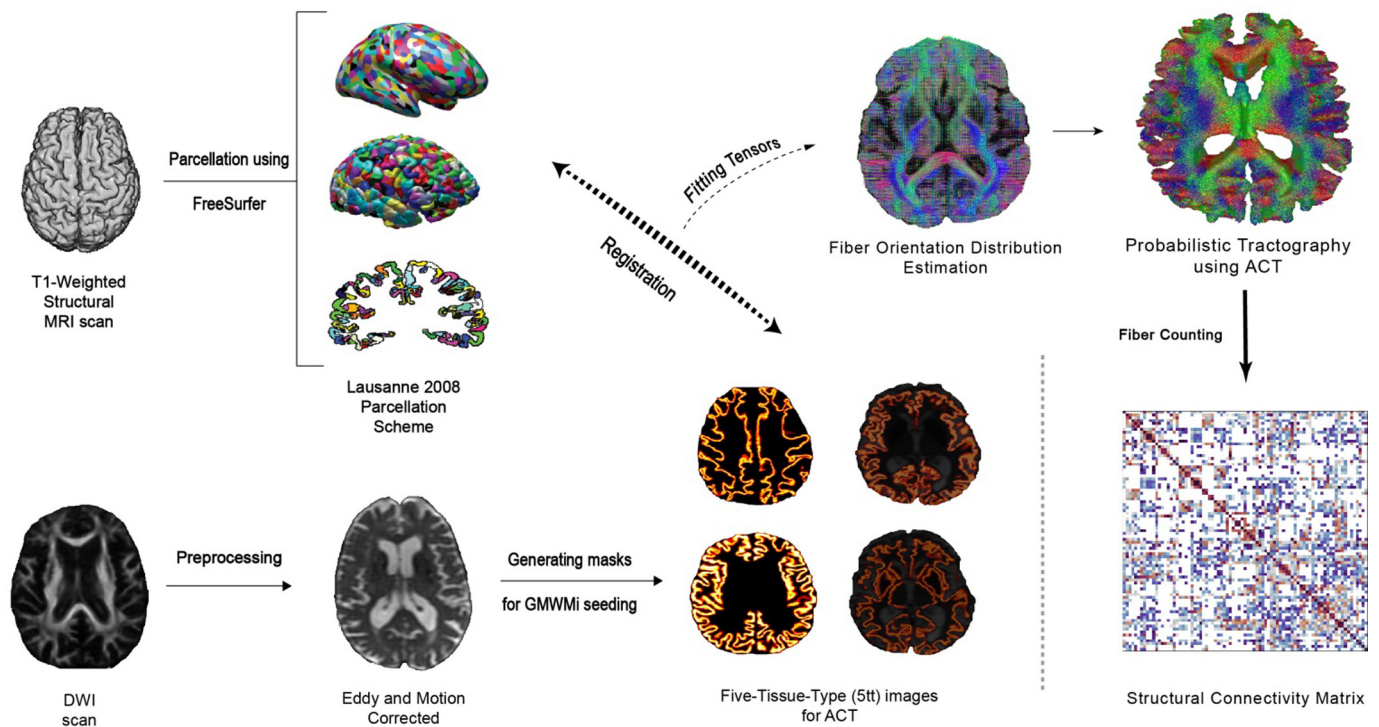 T1-Weighted
Structural
MRI scan
Parcellation using
FreeSurfer
Lausanne 2008
Parcellation
Scheme
Registration
Fitting Tensors
Fiber Orientation Distribution
Estimation
Probabilistic Tractography
using ACT
Fiber Counting
DWI
scan
Preprocessing
Eddy and Motion
Corrected
Generating masks
for GMWMi seeding
Five-Tissue-Type (5tt) images
for ACT
Structural Connectivity Matrix